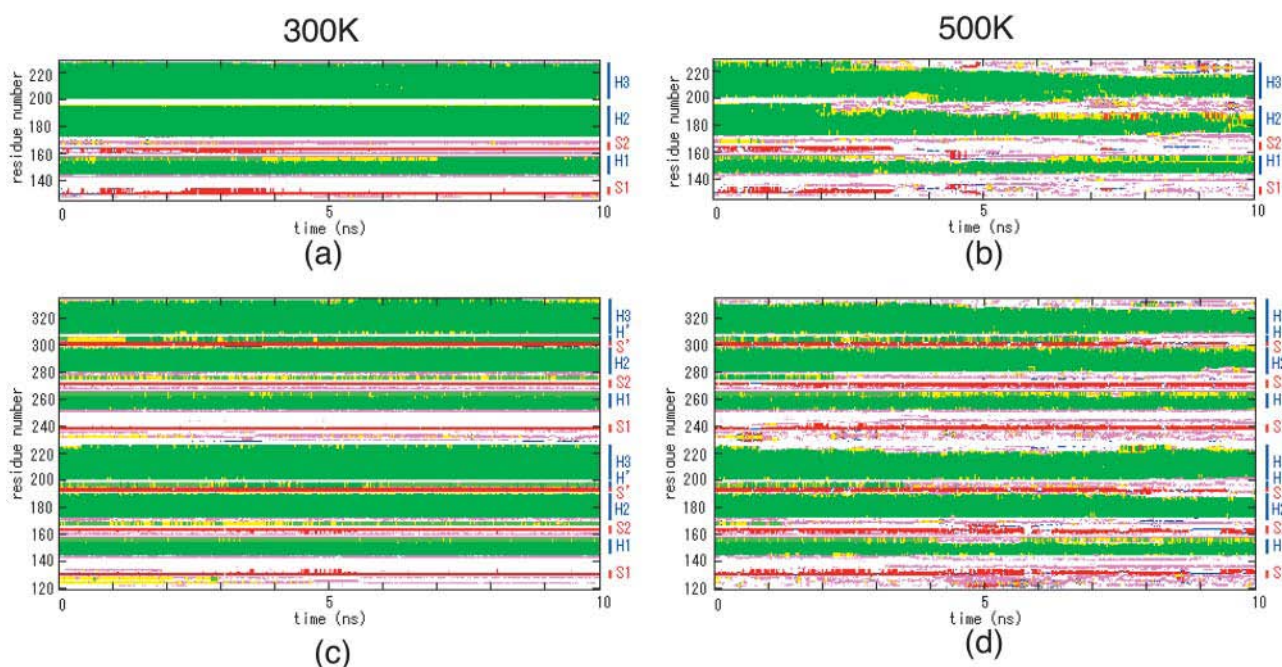 300K
500K
residue number
220
200
180
160
140
H3
H2
S2
H1
S1
0
5
10
time (ns)
(a)
residue number
220
200
180
160
140
H3
H2
S2
H1
S1
0
5
10
time (ns)
(b)
residue number
320
300
280
260
240
220
200
180
160
140
120
H3
H'
S'
H2
S2
H1
S1
H3
H'
S'
H2
S2
H1
S1
0
5
10
time (ns)
(c)
residue number
320
300
280
260
240
220
200
180
160
140
120
H
H'
S
H2
S
H
S
H
H'
S
H2
S
H
S
0
5
10
time (ns)
(d)